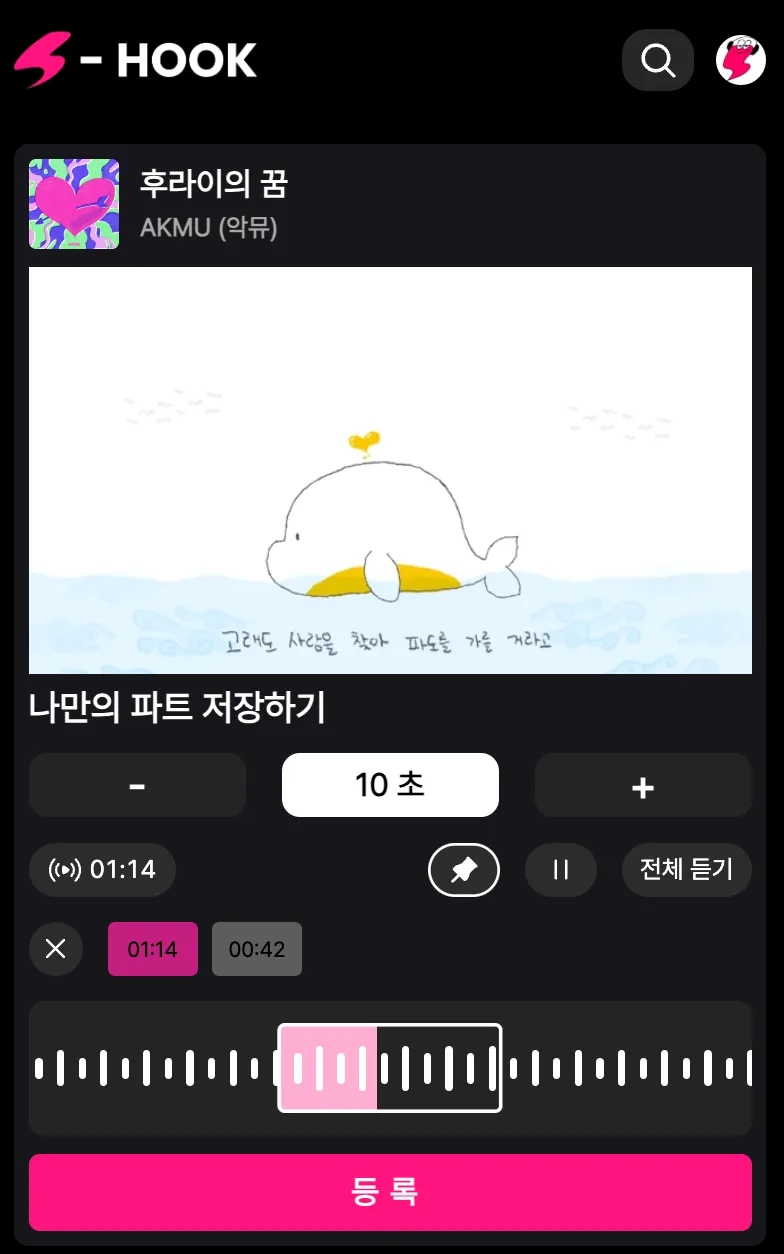 - HOOK
후라이의 꿈
AKMU (악뮤)
고래도 사랑을 찾아 파도를 가를 거라고
나만의 파트 저장하기
-
10 초
+
01:14
전체 듣기
01:14
00:42
등 록